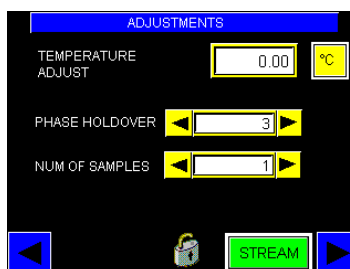 ADJUSTMENTS
TEMPERATURE
ADJUST
0.00 °C
PHASE HOLDOVER 3
NUM OF SAMPLES 1
STREAM